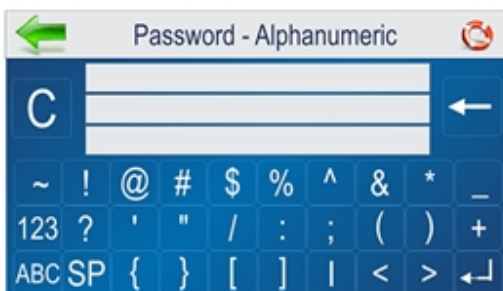 Password - Alphanumeric
C
~ ! @ # $ % ^ & * _
123 ? ' " / : ; ( ) +
ABC SP { } [ ] | < >